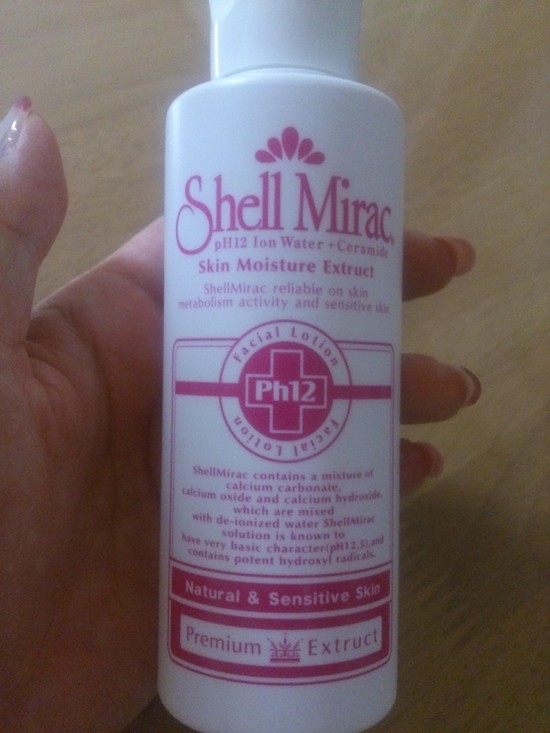 Shell Mirac
pH12 Ion Water + Ceramide
Skin Moisture Extruct
ShellMirac reliable on skin
metabolism activity and sensitive skin.
Facial Lotion
Ph12
Facial Lotion
ShellMirac contains a mixture of
calcium carbonate,
calcium oxide and calcium hydroxide,
which are mixed
with de-ionized water ShellMirac
solution is known to
have very basic character(pH12,5),and
contains potent hydroxyl radicals.
Natural & Sensitive Skin
Premium Extruct